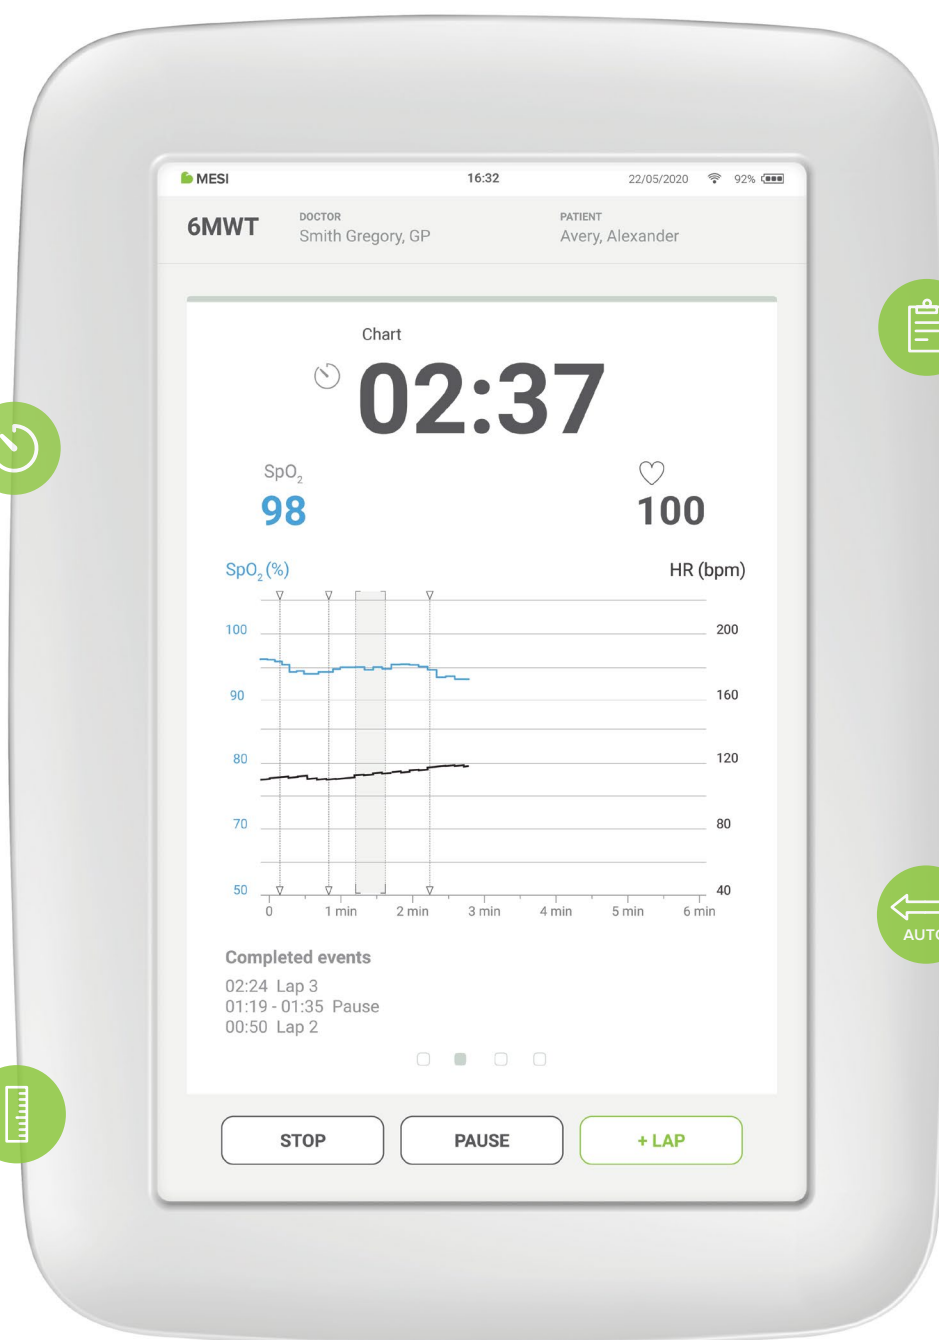 MESI 16:32 22/05/2020 92%
6MWT
DOCTOR
Smith Gregory, GP
PATIENT
Avery, Alexander
Chart
02:37
SpO₂
98
100
SpO₂ (%)
HR (bpm)
100 200
90 160
80 120
70 80
50 40
0 1 min 2 min 3 min 4 min 5 min 6 min
Completed events
02:24 Lap 3
01:19 - 01:35 Pause
00:50 Lap 2
STOP PAUSE + LAP
AUTO